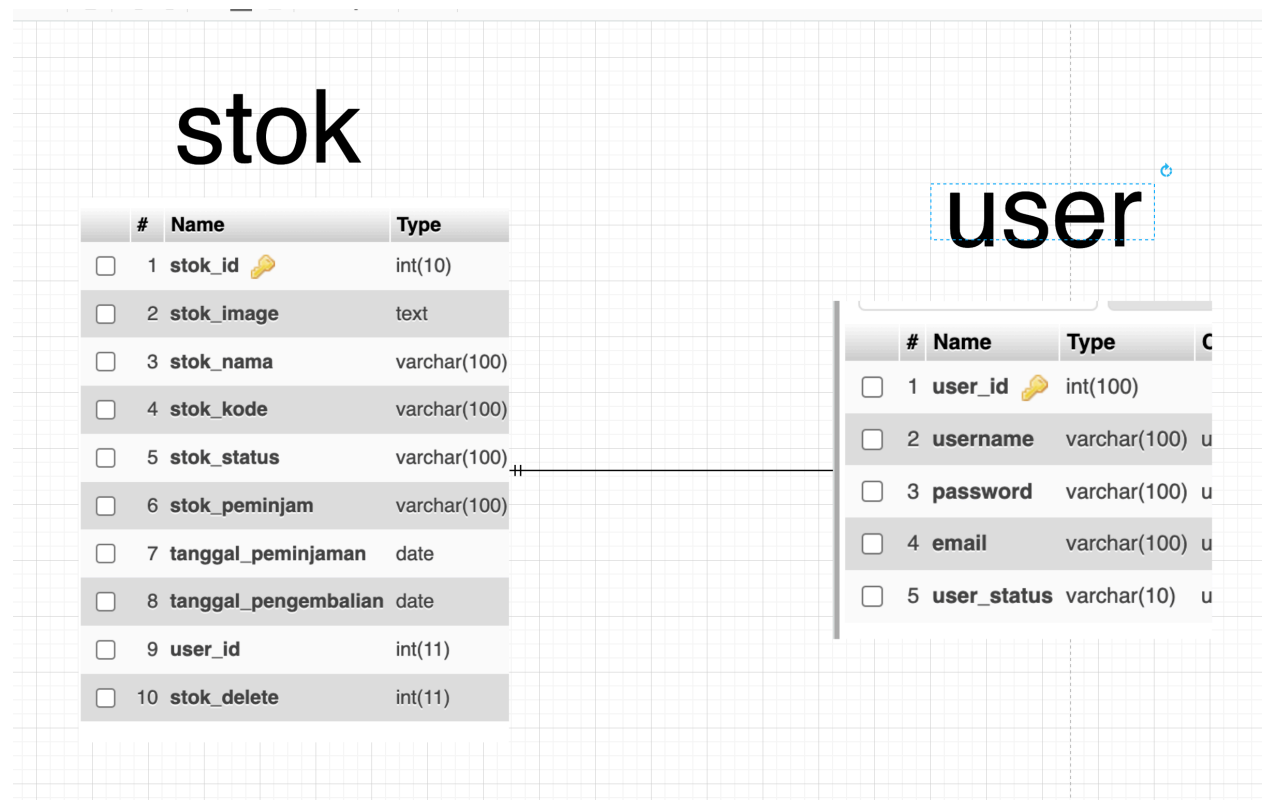 stok
# Name Type
1 stok_id int(10)
2 stok_image text
3 stok_nama varchar(100)
4 stok_kode varchar(100)
5 stok_status varchar(100)
6 stok_peminjam varchar(100)
7 tanggal_peminjaman date
8 tanggal_pengembalian date
9 user_id int(11)
10 stok_delete int(11)
user
# Name Type
1 user_id int(100)
2 username varchar(100) u
3 password varchar(100) u
4 email varchar(100) u
5 user_status varchar(10) u